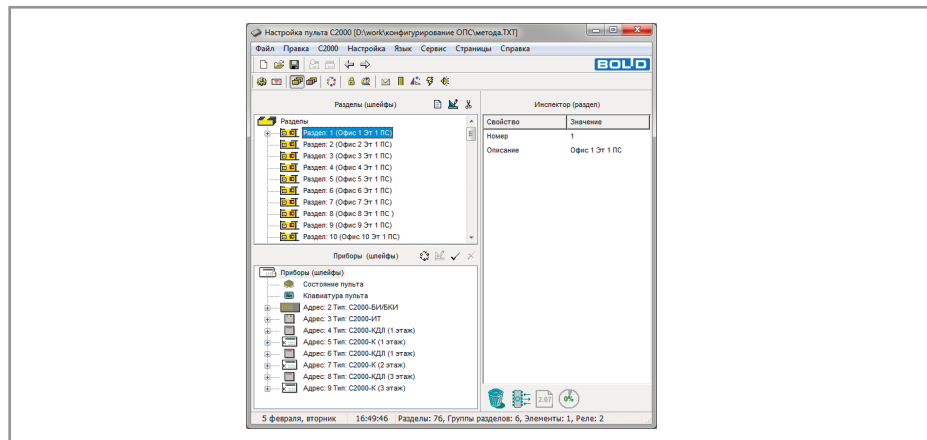 Настройка пульта С2000 [D:\work\конфигурирование ОПС\метода.TXT]
Файл Правка С2000 Настройка Язык Сервис Страницы Справка
BOLID
Разделы (шлейфы)
Разделы
Раздел: 1 (Офис 1 Эт 1 ПС)
Раздел: 2 (Офис 2 Эт 1 ПС)
Раздел: 3 (Офис 3 Эт 1 ПС)
Раздел: 4 (Офис 4 Эт 1 ПС)
Раздел: 5 (Офис 5 Эт 1 ПС)
Раздел: 6 (Офис 6 Эт 1 ПС)
Раздел: 7 (Офис 7 Эт 1 ПС)
Раздел: 8 (Офис 8 Эт 1 ПС )
Раздел: 9 (Офис 9 Эт 1 ПС)
Раздел: 10 (Офис 10 Эт 1 ПС)
Приборы (шлейфы)
Приборы (шлейфы)
Состояние пульта
Клавиатура пульта
Адрес: 2 Тип: С2000-БИ/БКИ
Адрес: 3 Тип: С2000-ИТ
Адрес: 4 Тип: С2000-КДЛ (1 этаж)
Адрес: 5 Тип: С2000-К (1 этаж)
Адрес: 6 Тип: С2000-КДЛ (1 этаж)
Адрес: 7 Тип: С2000-К (2 этаж)
Адрес: 8 Тип: С2000-КДЛ (3 этаж)
Адрес: 9 Тип: С2000-К (3 этаж)
Инспектор (раздел)
Свойство Значение
Номер 1
Описание Офис 1 Эт 1 ПС
2.07 0%
5 февраля, вторник 16:49:46 Разделы: 76, Группы разделов: 6, Элементы: 1, Реле: 2